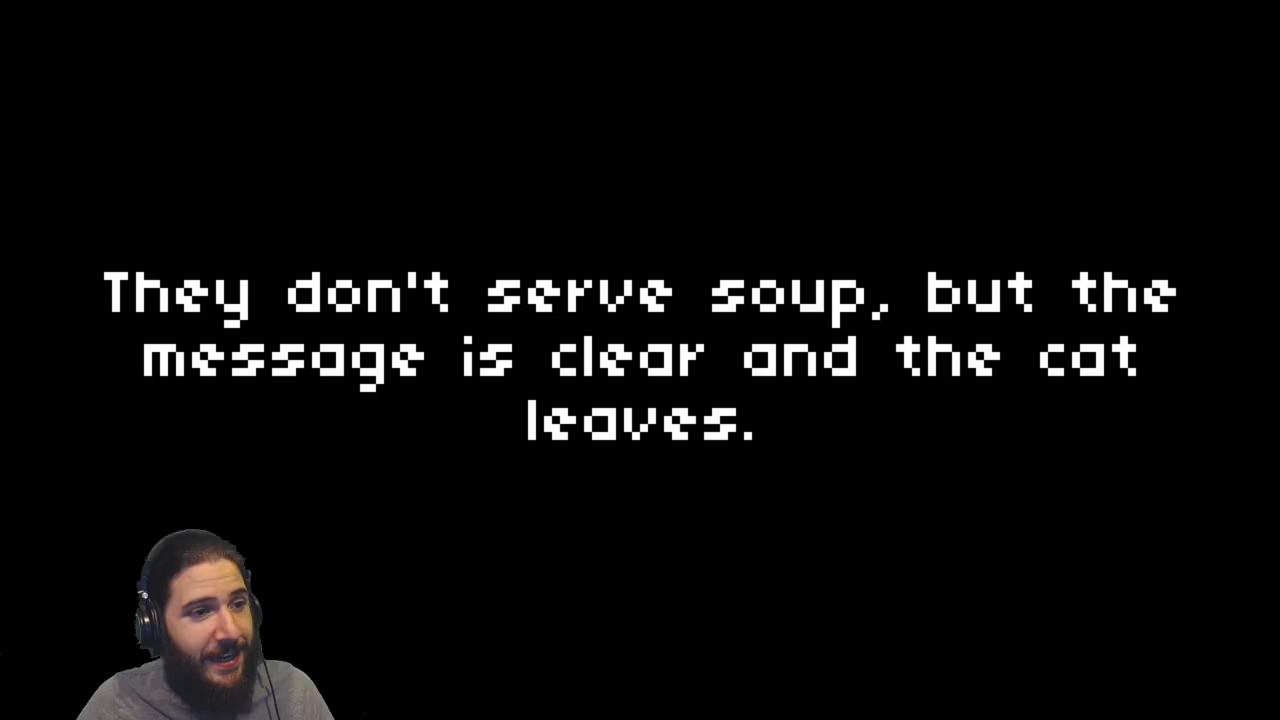 They don't serve soup, but the
message is clear and the cat
leaves.